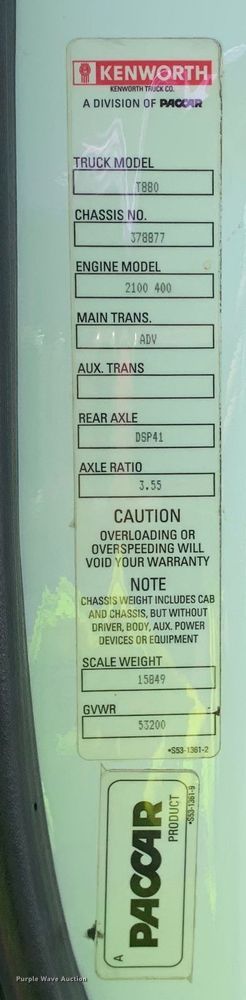 KENWORTH
KENWORTH TRUCK CO.
A DIVISION OF PACCAR
TRUCK MODEL
T880
CHASSIS NO.
378877
ENGINE MODEL
2100 400
MAIN TRANS.
ADV
AUX. TRANS
REAR AXLE
DSP41
AXLE RATIO
3.55
CAUTION
OVERLOADING OR
OVERSPEEDING WILL
VOID YOUR WARRANTY
NOTE
CHASSIS WEIGHT INCLUDES CAB
AND CHASSIS, BUT WITHOUT
DRIVER, BODY, AUX. POWER
DEVICES OR EQUIPMENT
SCALE WEIGHT
15849
GVWR
53200
*S53-1361-2
A
PACCAR
PRODUCT
*S53-1361-9
Purple Wave Auction